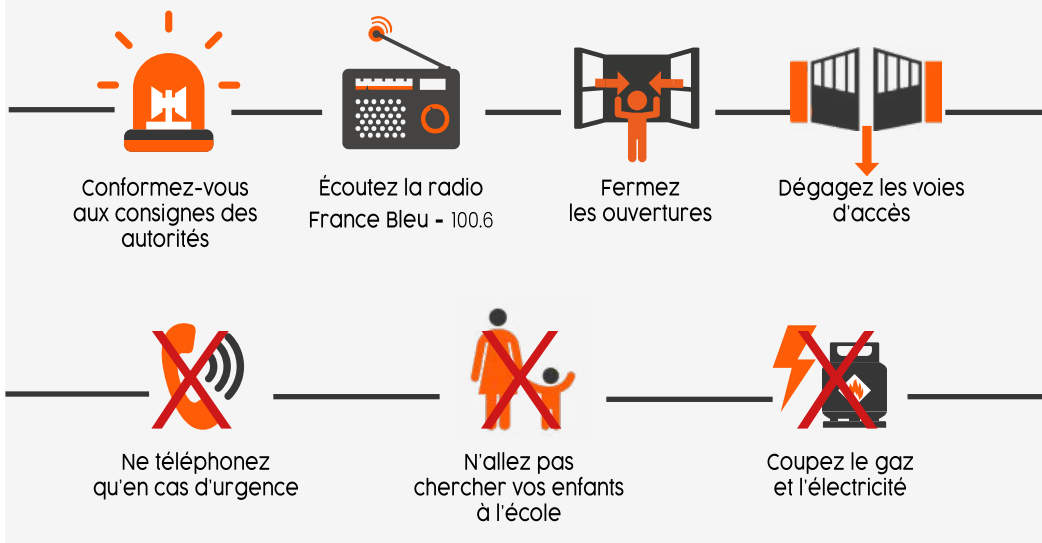 Conformez-vous
aux consignes des
autorités
Écoutez la radio
France Bleu - 100.6
Fermez
les ouvertures
Dégagez les voies
d'accès
Ne téléphonez
qu'en cas d'urgence
N'allez pas
chercher vos enfants
à l'école
Coupez le gaz
et l'électricité